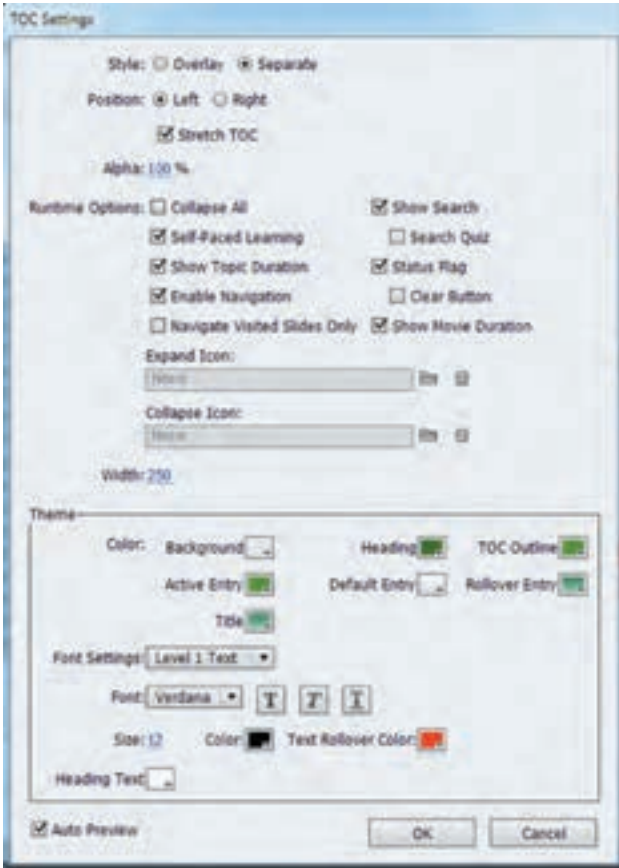 TOC Settings
Style: Overlay Separate
Position: Left Right
Stretch TOC
Alpha: 100 %
Runtime Options: Collapse All Show Search
Self-Paced Learning Search Quiz
Show Topic Duration Status Flag
Enable Navigation Clear Button
Navigate Visited Slides Only Show Movie Duration
Expand Icon:
None
Collapse Icon:
None
Width: 250
Theme
Color: Background Heading TOC Outline
Active Entry Default Entry Rollover Entry
Title
Font Settings: Level 1 Text
Font: Verdana T T T
Size: 12 Color: Text Rollover Color:
Heading Text
Auto Preview OK Cancel